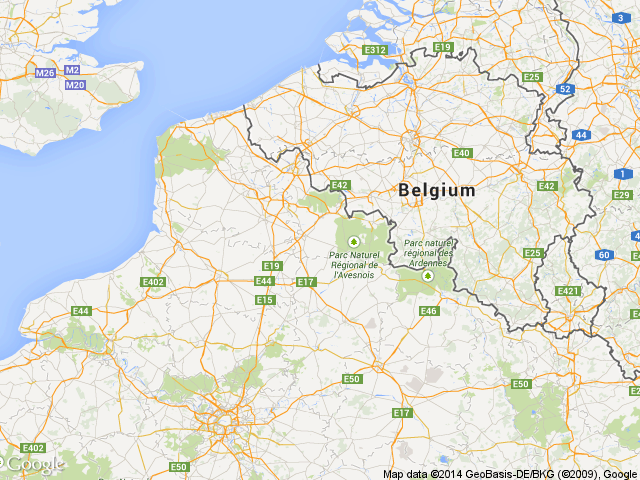 3
E19
E312
M2
M26
M20
E25
52
44
E40
1
E42
E42
Belgium
E29
Parc Naturel
Régional de
l'Avesnois
Parc naturel
régional des
Ardennes
E25
60
E19
E402
E44
E17
E421
E15
E44
E46
E50
E50
E17
E402
E50
Google
Map data ©2014 GeoBasis-DE/BKG (©2009), Google